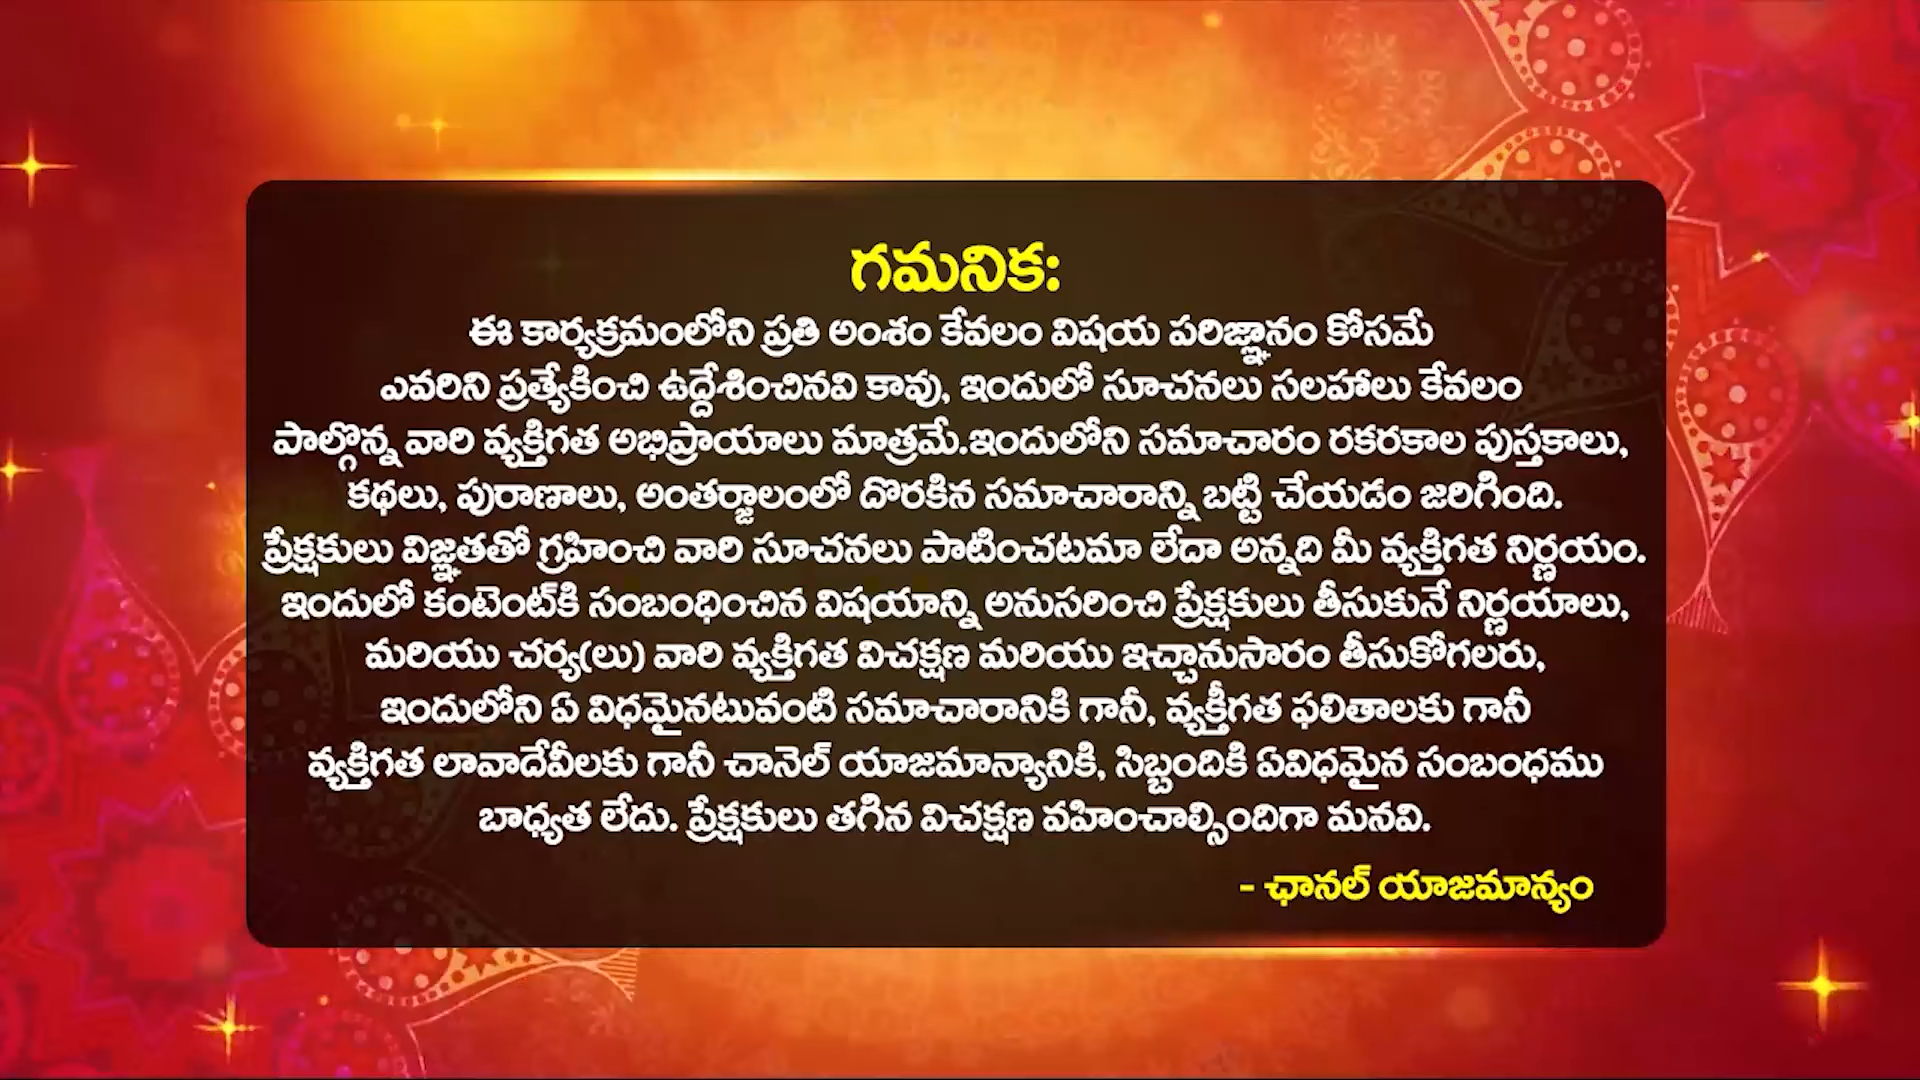 గమనిక:
ఈ కార్యక్రమంలోని ప్రతి అంశం కేవలం విషయ పరిజ్ఞానం కోసమే
ఎవరిని ప్రత్యేకించి ఉద్దేశించినవి కావు, ఇందులో సూచనలు సలహాలు కేవలం
పాల్గొన్న వారి వ్యక్తిగత అభిప్రాయాలు మాత్రమే.ఇందులోని సమాచారం రకరకాల పుస్తకాలు,
కథలు, పురాణాలు, అంతర్జాలంలో దొరకిన సమాచారాన్ని బట్టి చేయడం జరిగింది.
ప్రేక్షకులు విజ్ఞతతో గ్రహించి వారి సూచనలు పాటించటమా లేదా అన్నది మీ వ్యక్తిగత నిర్ణయం.
ఇందులో కంటెంట్‌కి సంబంధించిన విషయాన్ని అనుసరించి ప్రేక్షకులు తీసుకునే నిర్ణయాలు,
మరియు చర్య(లు) వారి వ్యక్తిగత విచక్షణ మరియు ఇచ్ఛానుసారం తీసుకోగలరు,
ఇందులోని ఏ విధమైనటువంటి సమాచారానికి గానీ, వ్యక్తీగత ఫలితాలకు గానీ
వ్యక్తిగత లావాదేవీలకు గానీ చానెల్ యాజమాన్యానికి, సిబ్బందికి ఏవిధమైన సంబంధము
బాధ్యత లేదు. ప్రేక్షకులు తగిన విచక్షణ వహించాల్సిందిగా మనవి.
- ఛానల్ యాజమాన్యం